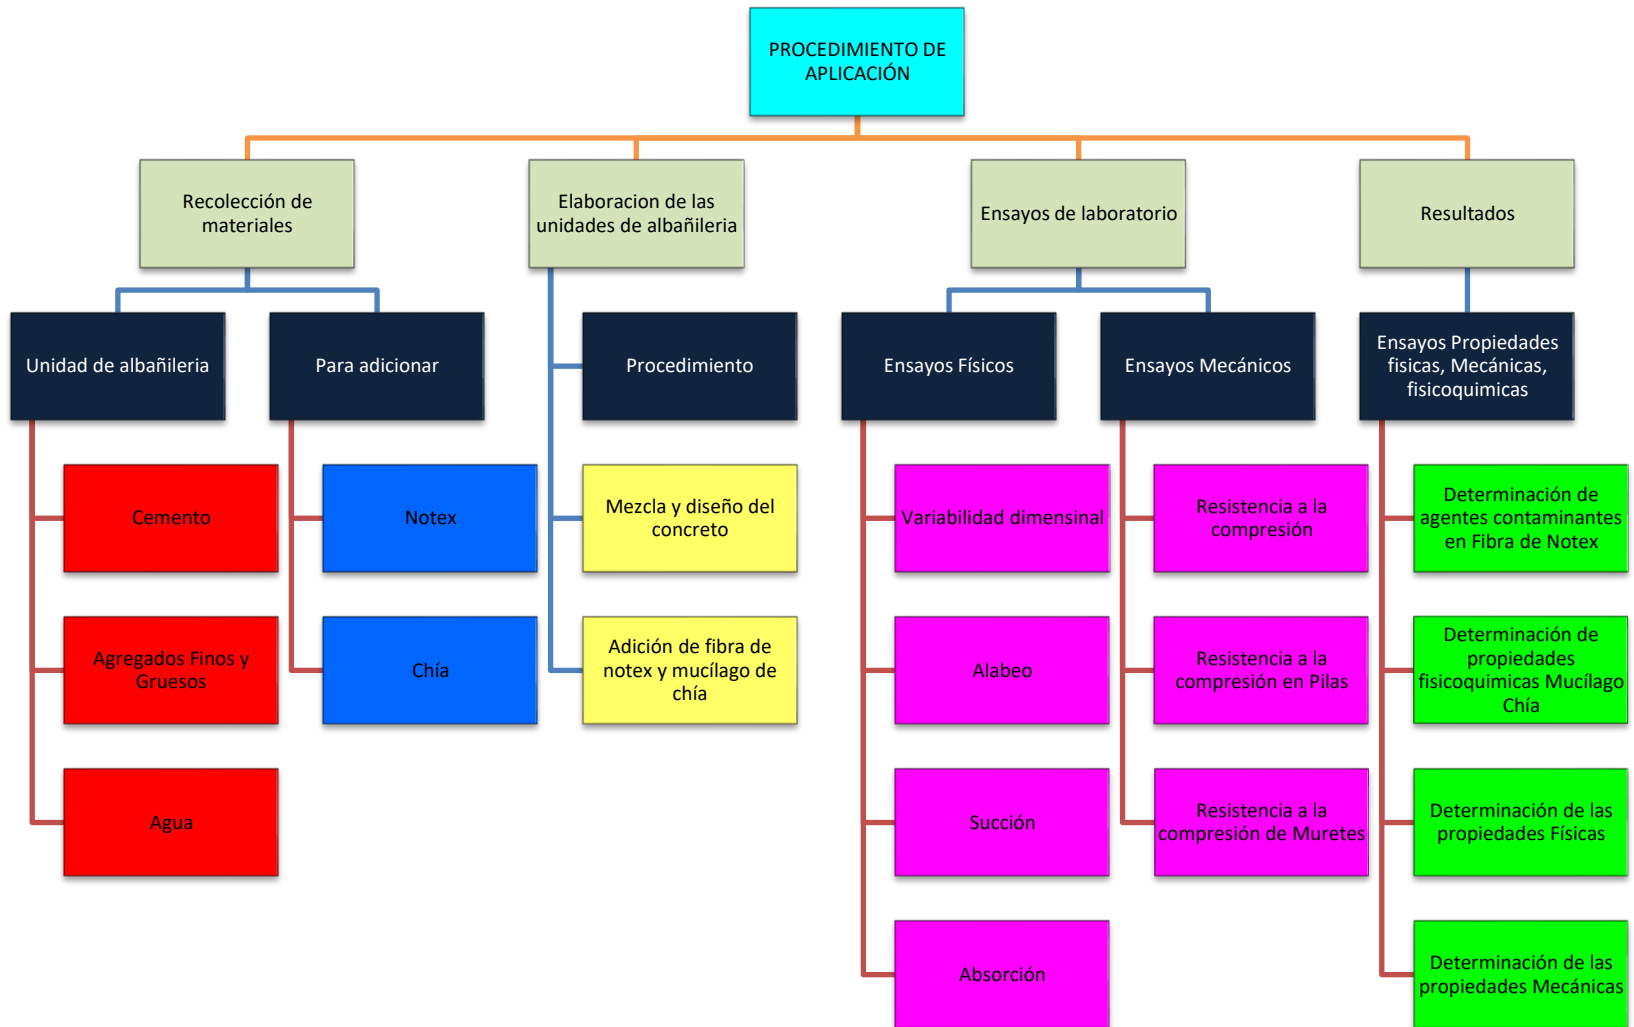 PROCEDIMIENTO DE
APLICACIÓN
Recolección de
materiales
Elaboracion de las
unidades de albañileria
Ensayos de laboratorio
Resultados
Unidad de albañileria
Para adicionar
Procedimiento
Ensayos Físicos
Ensayos Mecánicos
Ensayos Propiedades
fisicas, Mecánicas,
fisicoquimicas
Cemento
Notex
Mezcla y diseño del
concreto
Variabilidad dimensinal
Resistencia a la
compresión
Determinación de
agentes contaminantes
en Fibra de Notex
Agregados Finos y
Gruesos
Chía
Adición de fibra de
notex y mucílago de
chía
Alabeo
Resistencia a la
compresión en Pilas
Determinación de
propiedades
fisicoquimicas Mucílago
Chía
Agua
Succión
Resistencia a la
compresión de Muretes
Determinación de las
propiedades Físicas
Absorción
Determinación de las
propiedades Mecánicas